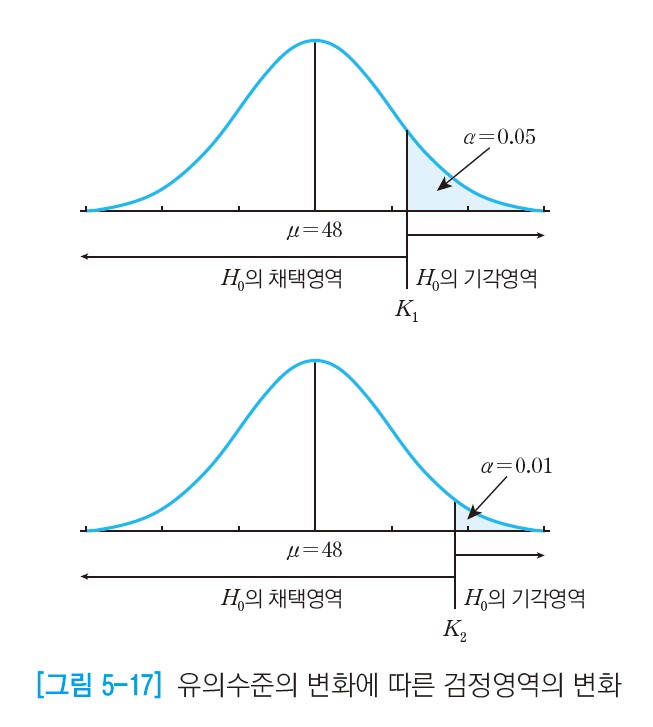 α=0.05
μ=48
H₀의 채택영역 H₀의 기각영역
K₁
α=0.01
μ=48
H₀의 채택영역 H₀의 기각영역
K₂
[그림 5-17] 유의수준의 변화에 따른 검정영역의 변화